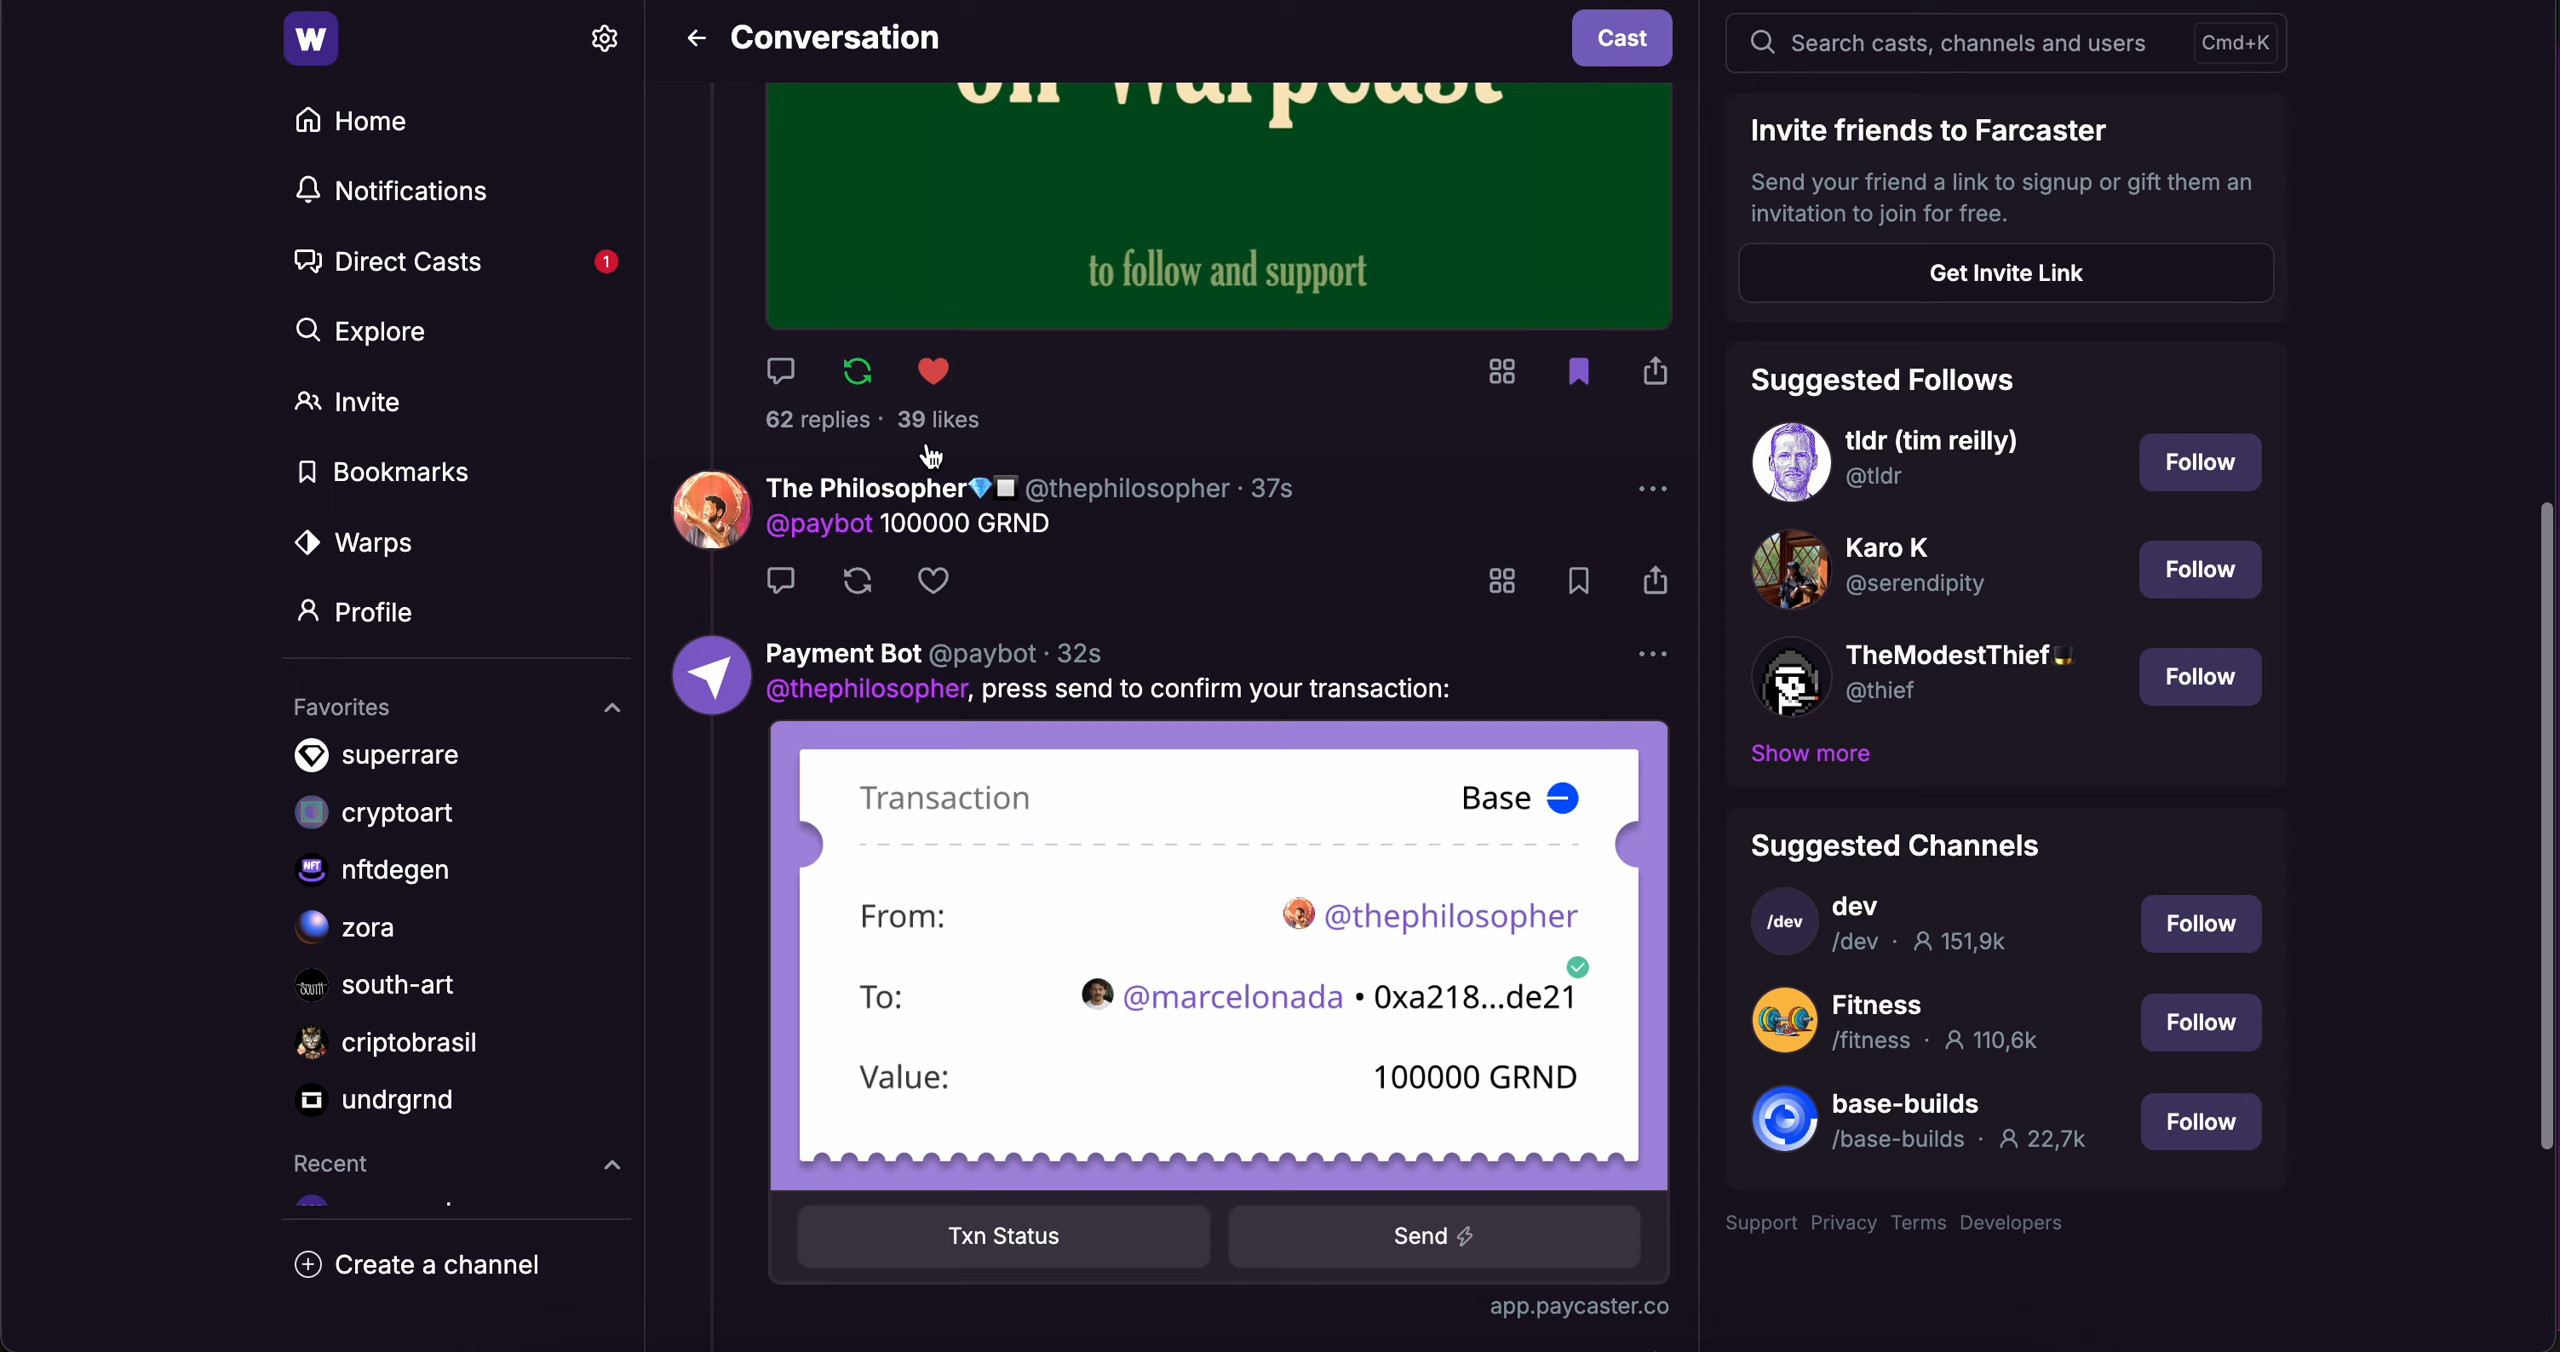 W
Home
Notifications
Direct Casts 1
Explore
Invite
Bookmarks
Warps
Profile
Favorites
superrare
cryptoart
nftdegen
zora
south-art
criptobrasil
undrgrnd
Recent
Create a channel
Conversation
Cast
on Warpcast
to follow and support
62 replies · 39 likes
The Philosopher💎🔲 @thephilosopher · 37s
@paybot 100000 GRND
Payment Bot @paybot · 32s
@thephilosopher, press send to confirm your transaction:
Transaction Base
From: @thephilosopher
To: @marcelonada • 0xa218...de21
Value: 100000 GRND
Txn Status
Send
app.paycaster.co
Search casts, channels and users Cmd+K
Invite friends to Farcaster
Send your friend a link to signup or gift them an
invitation to join for free.
Get Invite Link
Suggested Follows
tldr (tim reilly)
@tldr
Follow
Karo K
@serendipity
Follow
TheModestThief🎩
@thief
Follow
Show more
Suggested Channels
/dev
dev
/dev · 151,9k
Follow
Fitness
/fitness · 110,6k
Follow
base-builds
/base-builds · 22,7k
Follow
Support Privacy Terms Developers